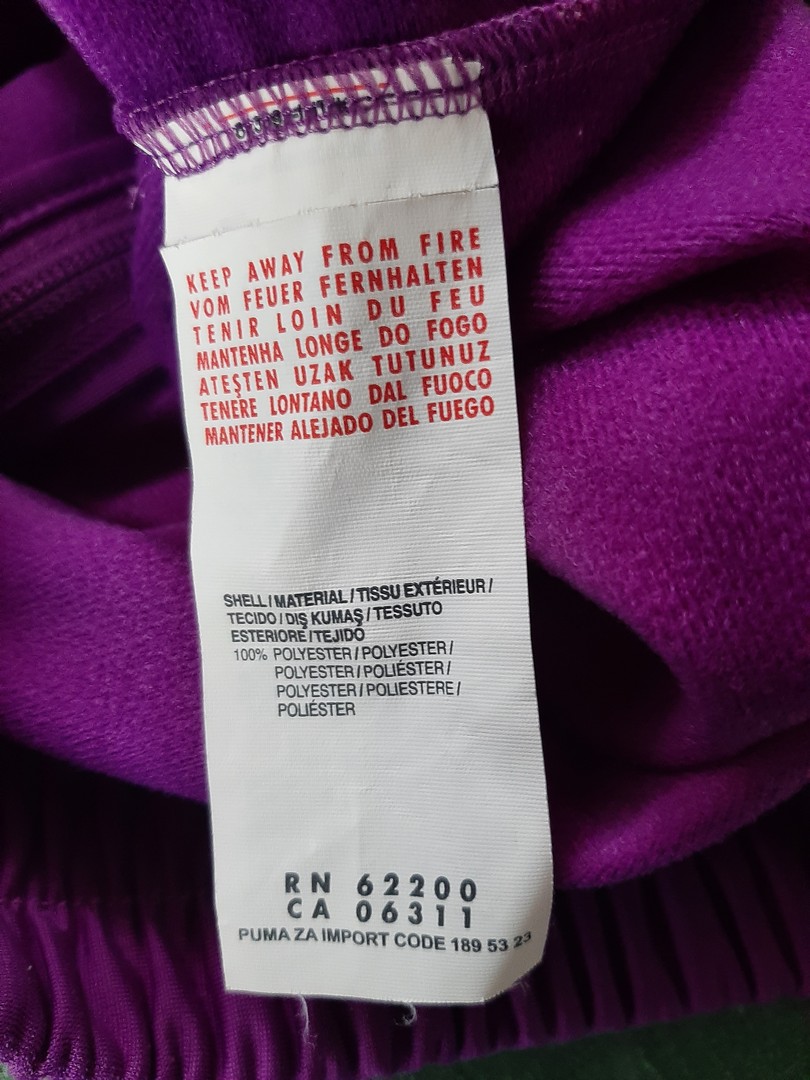 KEEP AWAY FROM FIRE
VOM FEUER FERNHALTEN
TENIR LOIN DU FEU
MANTENHA LONGE DO FOGO
ATEŞTEN UZAK TUTUNUZ
TENERE LONTANO DAL FUOCO
MANTENER ALEJADO DEL FUEGO
SHELL/MATERIAL/TISSU EXTÉRIEUR/
TECIDO/DIŞ KUMAŞ/TESSUTO
ESTERIORE/TEJIDO
100% POLYESTER/POLYESTER/
POLYESTER/POLIÉSTER/
POLYESTER/POLIESTERE/
POLIÉSTER
RN 62200
CA 06311
PUMA ZA IMPORT CODE 189 53 23